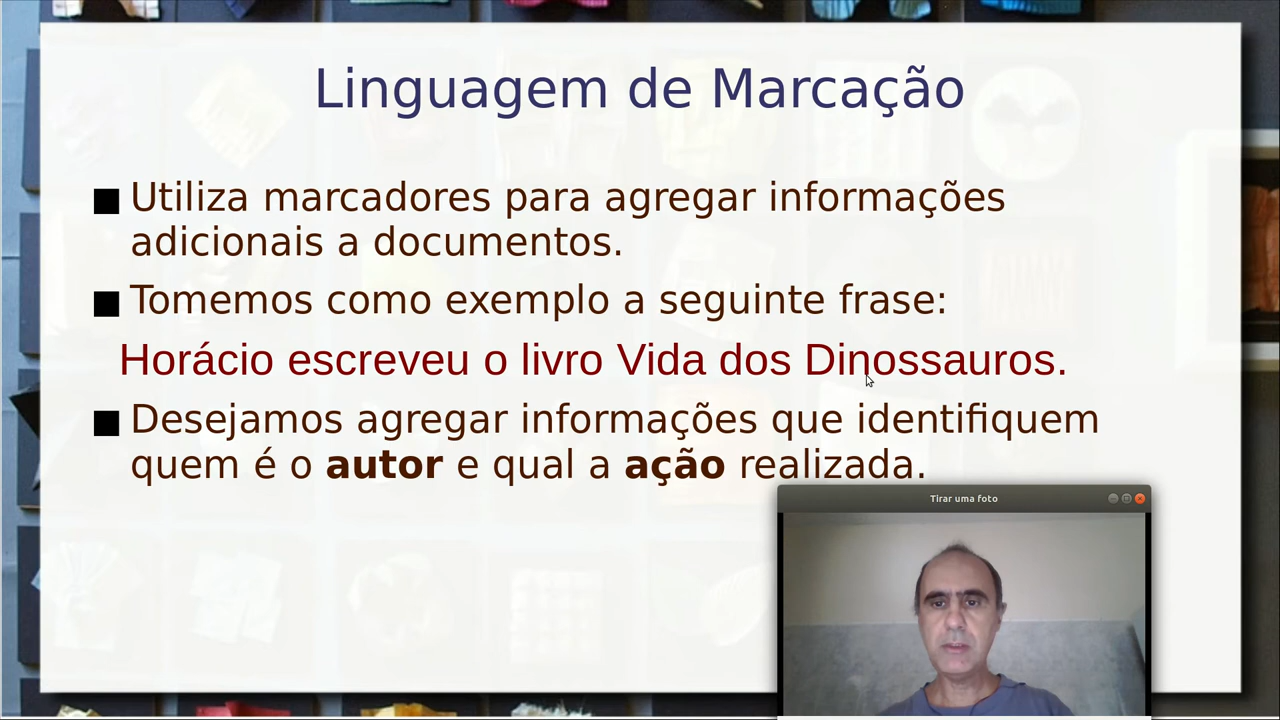 Linguagem de Marcação
Utiliza marcadores para agregar informações
adicionais a documentos.
Tomemos como exemplo a seguinte frase:
Horácio escreveu o livro Vida dos Dinossauros.
Desejamos agregar informações que identifiquem
quem é o autor e qual a ação realizada.
Tirar uma foto